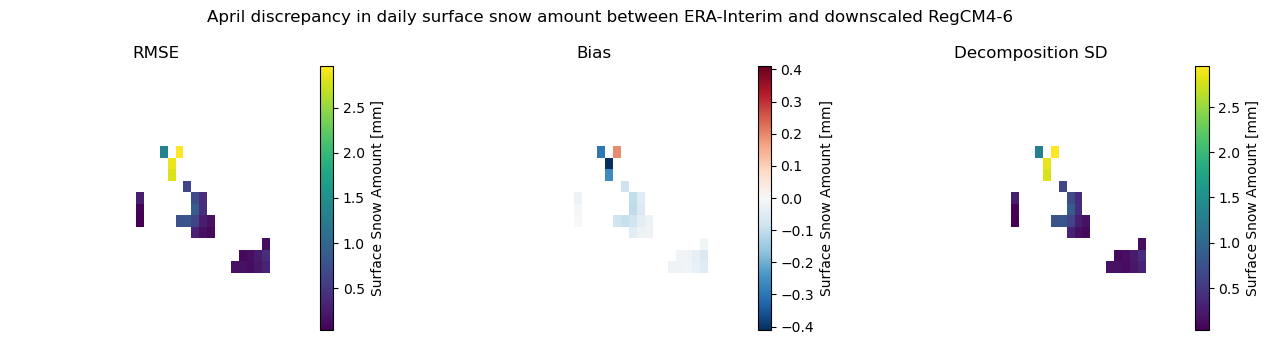 April discrepancy in daily surface snow amount between ERA-Interim and downscaled RegCM4-6
RMSE
2.5
2.0
1.5
1.0
0.5
Surface Snow Amount [mm]
Bias
0.4
0.3
0.2
0.1
0.0
−0.1
−0.2
−0.3
−0.4
Surface Snow Amount [mm]
Decomposition SD
2.5
2.0
1.5
1.0
0.5
Surface Snow Amount [mm]